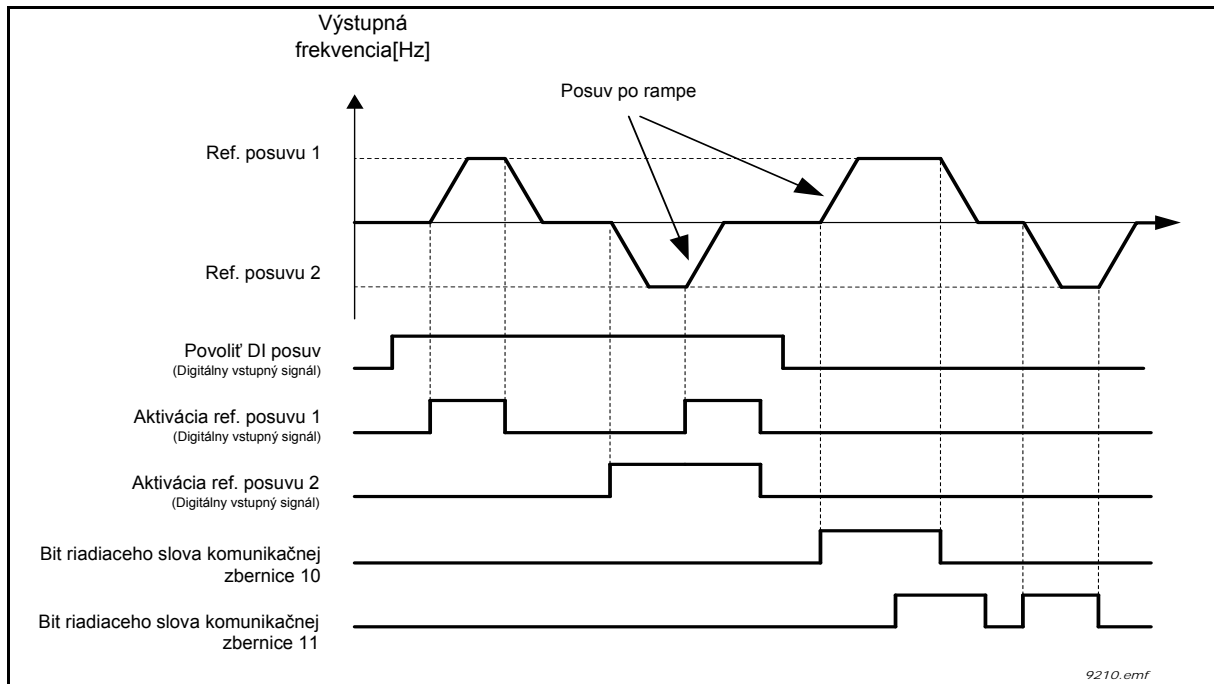 Výstupná
frekvencia[Hz]
Posuv po rampe
Ref. posuvu 1
Ref. posuvu 2
Povoliť DI posuv
(Digitálny vstupný signál)
Aktivácia ref. posuvu 1
(Digitálny vstupný signál)
Aktivácia ref. posuvu 2
(Digitálny vstupný signál)
Bit riadiaceho slova komunikačnej
zbernice 10
Bit riadiaceho slova komunikačnej
zbernice 11
9210.emf